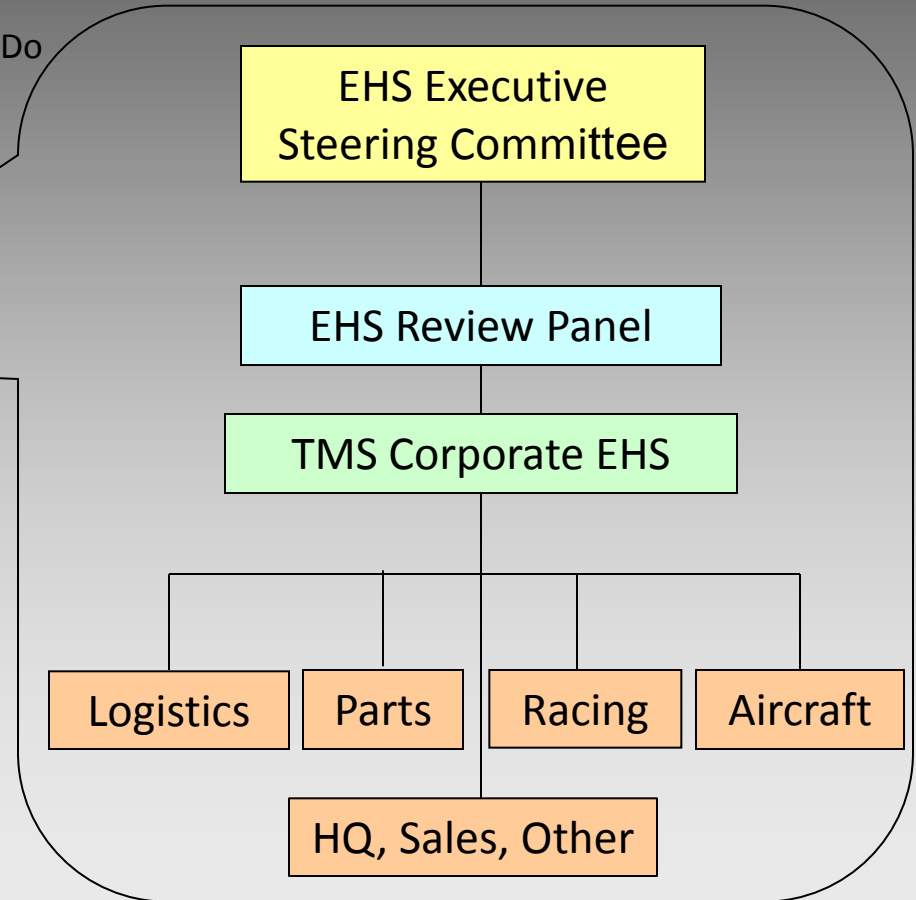 Do
EHS Executive
Steering Committee
EHS Review Panel
TMS Corporate EHS
Logistics
Parts
Racing
Aircraft
HQ, Sales, Other